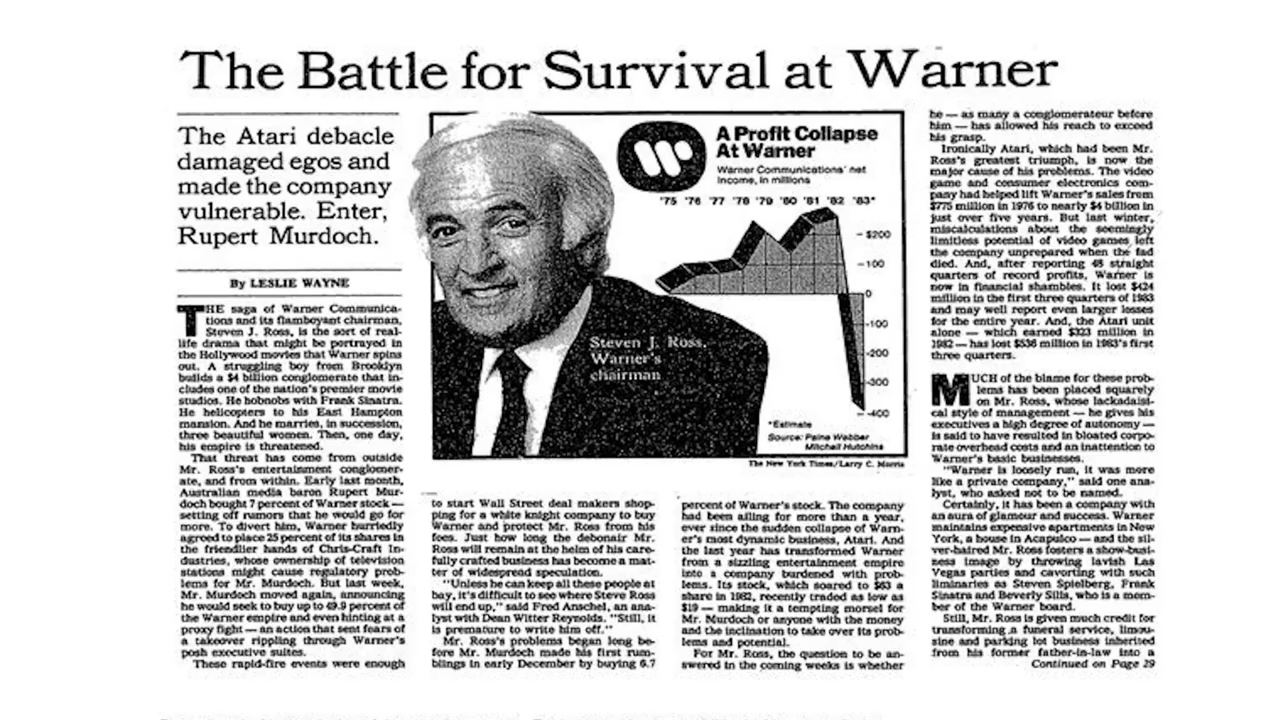 The Battle for Survival at Warner
The Atari debacle
damaged egos and
made the company
vulnerable. Enter,
Rupert Murdoch.
By LESLIE WAYNE
THE saga of Warner Communica-
tions and its flamboyant chairman,
Steven J. Ross, is the sort of real-
life drama that might be portrayed in
the Hollywood movies that Warner spins
out. A struggling boy from Brooklyn
builds a $4 billion conglomerate that in-
cludes one of the nation's premier movie
studios. He hobnobs with Frank Sinatra.
He helicopters to his East Hampton
mansion. And he marries, in succession,
three beautiful women. Then, one day,
his empire is threatened.
That threat has come from outside
Mr. Ross's entertainment conglomer-
ate, and from within. Early last month,
Australian media baron Rupert Mur-
doch bought 7 percent of Warner stock —
setting off rumors that he would go for
more. To divert him, Warner hurriedly
agreed to place 25 percent of its shares in
the friendlier hands of Chris-Craft In-
dustries, whose ownership of television
stations might cause regulatory prob-
lems for Mr. Murdoch. But last week,
Mr. Murdoch moved again, announcing
he would seek to buy up to 49.9 percent of
the Warner empire and even hinting at a
proxy fight — an action that sent fears of
a takeover rippling through Warner's
posh executive suites.
These rapid-fire events were enough
A Profit Collapse
At Warner
Warner Communications' net
income, in millions
'75 '76 '77 '78 '79 '80 '81 '82 '83*
$200
100
0
-100
-200
-300
-400
Steven J. Ross,
Warner's
chairman
*Estimate
Source: Paine Webber
Mitchell Hutchins
The New York Times/Larry C. Morris
to start Wall Street deal makers shop-
ping for a white knight company to buy
Warner and protect Mr. Ross from his
foes. Just how long the debonair Mr.
Ross will remain at the helm of his care-
fully crafted business has become a mat-
ter of widespread speculation.
"Unless he can keep all these people at
bay, it's difficult to see where Steve Ross
will end up," said Fred Anschel, an ana-
lyst with Dean Witter Reynolds. "Still, it
is premature to write him off."
Mr. Ross's problems began long be-
fore Mr. Murdoch made his first rum-
blings in early December by buying 6.7
percent of Warner's stock. The company
had been ailing for more than a year,
ever since the sudden collapse of Warn-
er's most dynamic business, Atari. And
the last year has transformed Warner
from a sizzling entertainment empire
into a company burdened with prob-
lems. Its stock, which soared to $63 a
share in 1982, recently traded as low as
$19 — making it a tempting morsel for
Mr. Murdoch or anyone with the money
and the inclination to take over its prob-
lems and potential.
For Mr. Ross, the question to be an-
swered in the coming weeks is whether
he — as many a conglomerateur before
him — has allowed his reach to exceed
his grasp.
Ironically Atari, which had been Mr.
Ross's greatest triumph, is now the
major cause of his problems. The video
game and consumer electronics com-
pany had helped lift Warner's sales from
$775 million in 1976 to nearly $4 billion in
just over five years. But last winter,
miscalculations about the seemingly
limitless potential of video games left
the company unprepared when the fad
died. And, after reporting 48 straight
quarters of record profits, Warner is
now in financial shambles. It lost $424
million in the first three quarters of 1983
and may well report even larger losses
for the entire year. And, the Atari unit
alone — which earned $323 million in
1982 — has lost $536 million in 1983's first
three quarters.
MUCH of the blame for these prob-
lems has been placed squarely
on Mr. Ross, whose lackadaisi-
cal style of management — he gives his
executives a high degree of autonomy —
is said to have resulted in bloated corpo-
rate overhead costs and an inattention to
Warner's basic businesses.
"Warner is loosely run, it was more
like a private company," said one ana-
lyst, who asked not to be named.
Certainly, it has been a company with
an aura of glamour and success. Warner
maintains expensive apartments in New
York, a house in Acapulco — and the sil-
ver-haired Mr. Ross fosters a show-busi-
ness image by throwing lavish Las
Vegas parties and cavorting with such
liminaries as Steven Spielberg, Frank
Sinatra and Beverly Sills, who is a mem-
ber of the Warner board.
Still, Mr. Ross is given much credit for
transforming a funeral service, limou-
sine and parking lot business inherited
from his former father-in-law into a
Continued on Page 29